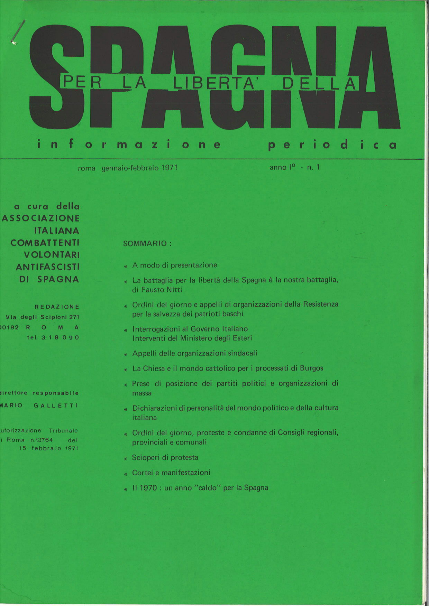 SPAGNA
PER LA LIBERTA' DELLA
informazione periodica
roma gennaio-febbraio 1971
anno I° - n. 1
a cura della
ASSOCIAZIONE
ITALIANA
COMBATTENTI
VOLONTARI
ANTIFASCISTI
DI SPAGNA
REDAZIONE
Via degli Scipioni 271
00192 ROMA
tel.
direttore responsabile
MARIO GALLETTI
autorizzazione Tribunale
di Roma del
15 febbraio 1971
SOMMARIO :
A modo di presentazione
La battaglia per la libertà della Spagna è la nostra battaglia,
di Fausto Nitti
Ordini del giorno e appelli di organizzazioni della Resistenza
per la salvezza dei patrioti baschi
Interrogazioni al Governo Italiano
Interventi del Ministero degli Esteri
Appelli delle organizzazioni sindacali
La Chiesa e il mondo cattolico per i processati di Burgos
Prese di posizione dei partiti politici e organizzazioni di
massa
Dichiarazioni di personalità del mondo politico e della cultura
italiana
Ordini del giorno, proteste e condanne di Consigli regionali,
provinciali e comunali
Scioperi di protesta
Cortei e manifestazioni
Il 1970 : un anno "caldo" per la Spagna